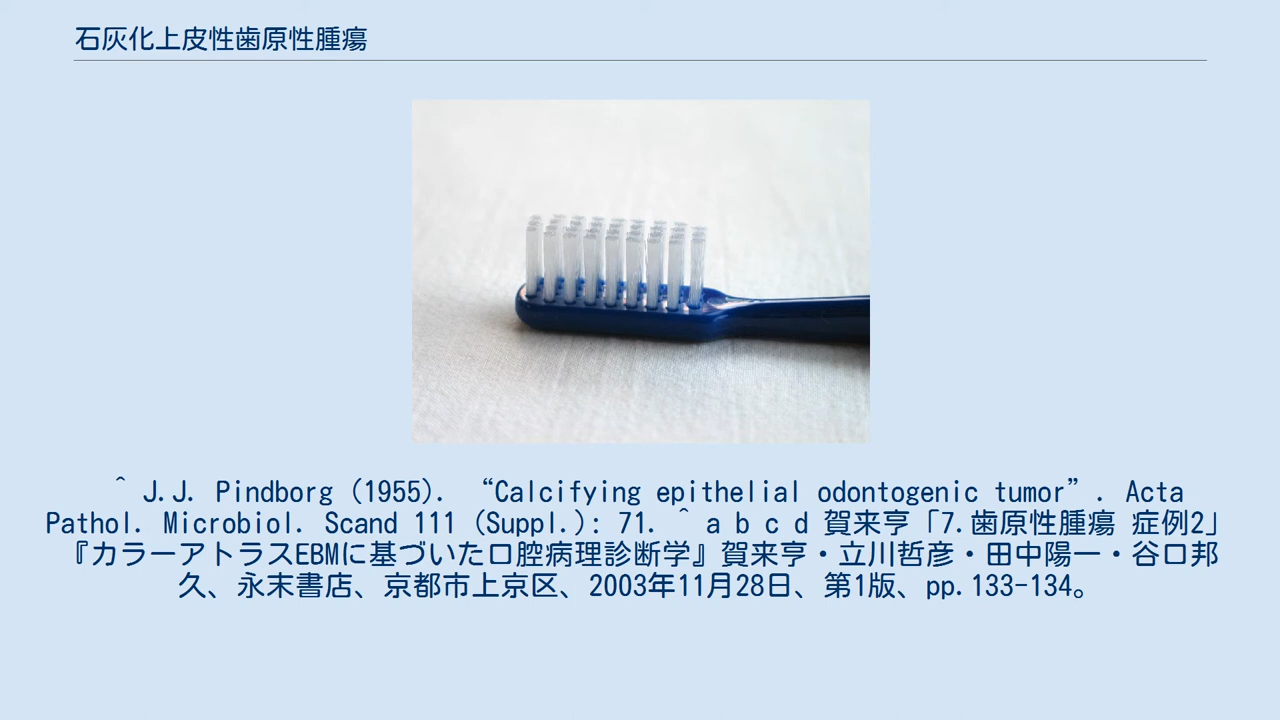 石灰化上皮性歯原性腫瘍
^ J.J. Pindborg (1955). “Calcifying epithelial odontogenic tumor”. Acta
Pathol. Microbiol. Scand 111 (Suppl.): 71. ^ a b c d 賀来亨「7.歯原性腫瘍 症例2」
『カラーアトラスEBMに基づいた口腔病理診断学』賀来亨・立川哲彦・田中陽一・谷口邦
久、永末書店、京都市上京区、2003年11月28日、第1版、pp.133-134。